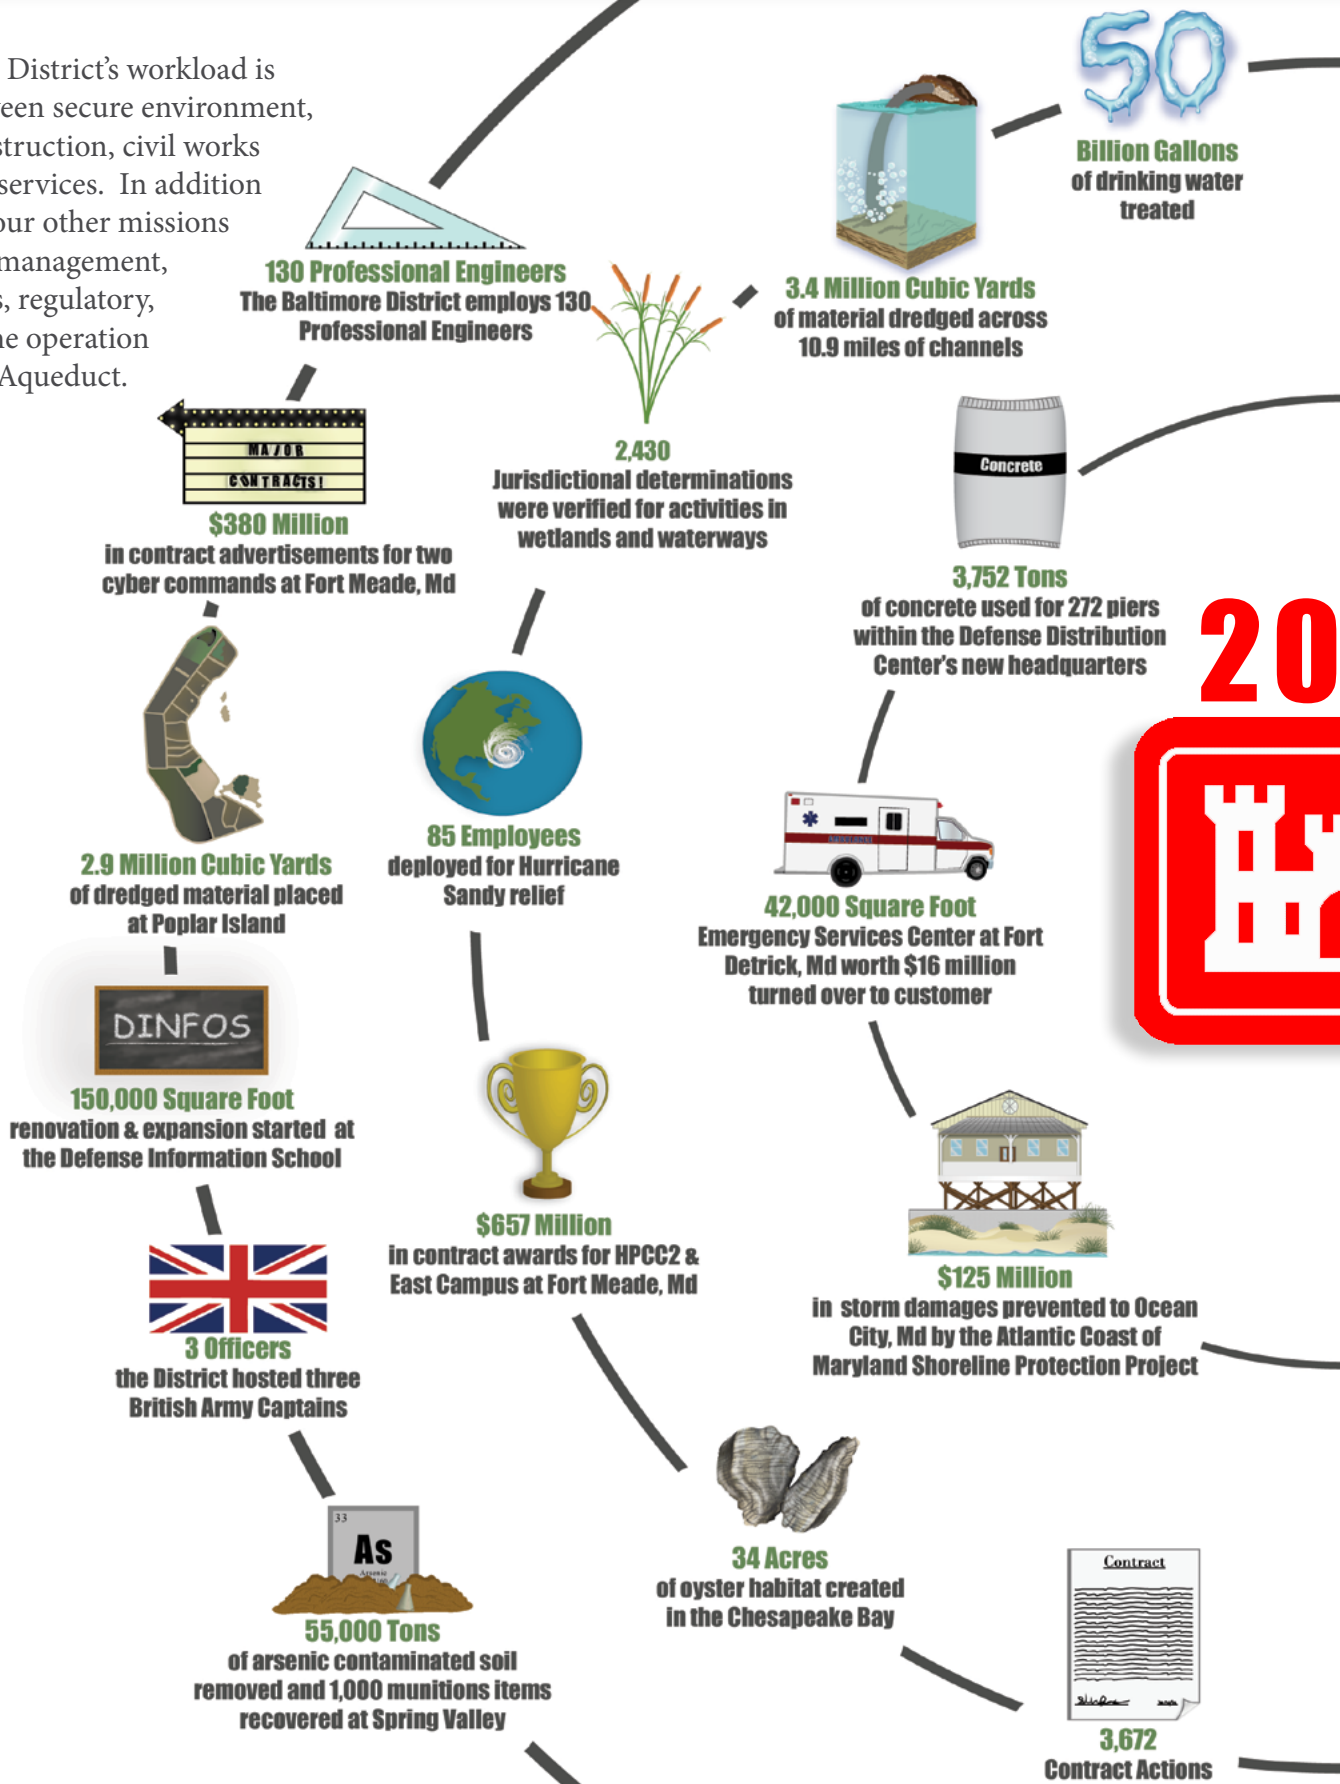 District’s workload is
een secure environment,
struction, civil works
services. In addition
our other missions
management,
s, regulatory,
ne operation
Aqueduct.
130 Professional Engineers
The Baltimore District employs 130
Professional Engineers
MAJOR
CONTRACTS!
$380 Million
in contract advertisements for two
cyber commands at Fort Meade, Md
2.9 Million Cubic Yards
of dredged material placed
at Poplar Island
DINFOS
150,000 Square Foot
renovation & expansion started at
the Defense Information School
3 Officers
the District hosted three
British Army Captains
33
As
Arsenic
55,000 Tons
of arsenic contaminated soil
removed and 1,000 munitions items
recovered at Spring Valley
50
Billion Gallons
of drinking water
treated
3.4 Million Cubic Yards
of material dredged across
10.9 miles of channels
2,430
Jurisdictional determinations
were verified for activities in
wetlands and waterways
85 Employees
deployed for Hurricane
Sandy relief
$657 Million
in contract awards for HPCC2 &
East Campus at Fort Meade, Md
34 Acres
of oyster habitat created
in the Chesapeake Bay
Contract
3,672
Contract Actions
Concrete
3,752 Tons
of concrete used for 272 piers
within the Defense Distribution
Center’s new headquarters
42,000 Square Foot
Emergency Services Center at Fort
Detrick, Md worth $16 million
turned over to customer
$125 Million
in storm damages prevented to Ocean
City, Md by the Atlantic Coast of
Maryland Shoreline Protection Project
20